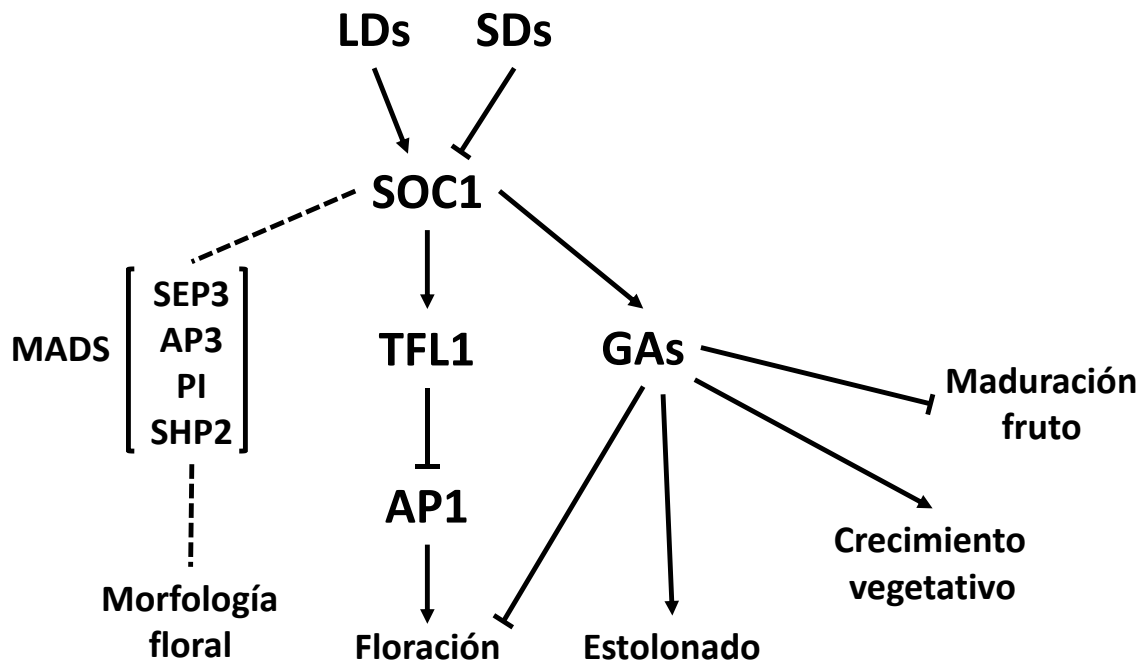 LDs
SDs
SOC1
MADS
SEP3
AP3
PI
SHP2
TFL1
GAs
Maduración
fruto
AP1
Crecimiento
vegetativo
Morfología
floral
Floración
Estolonado